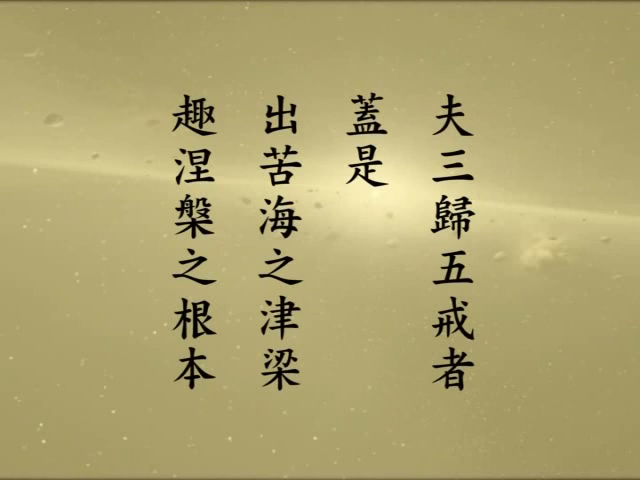 夫三歸五戒者
蓋是
出苦海之津梁
趣涅槃之根本